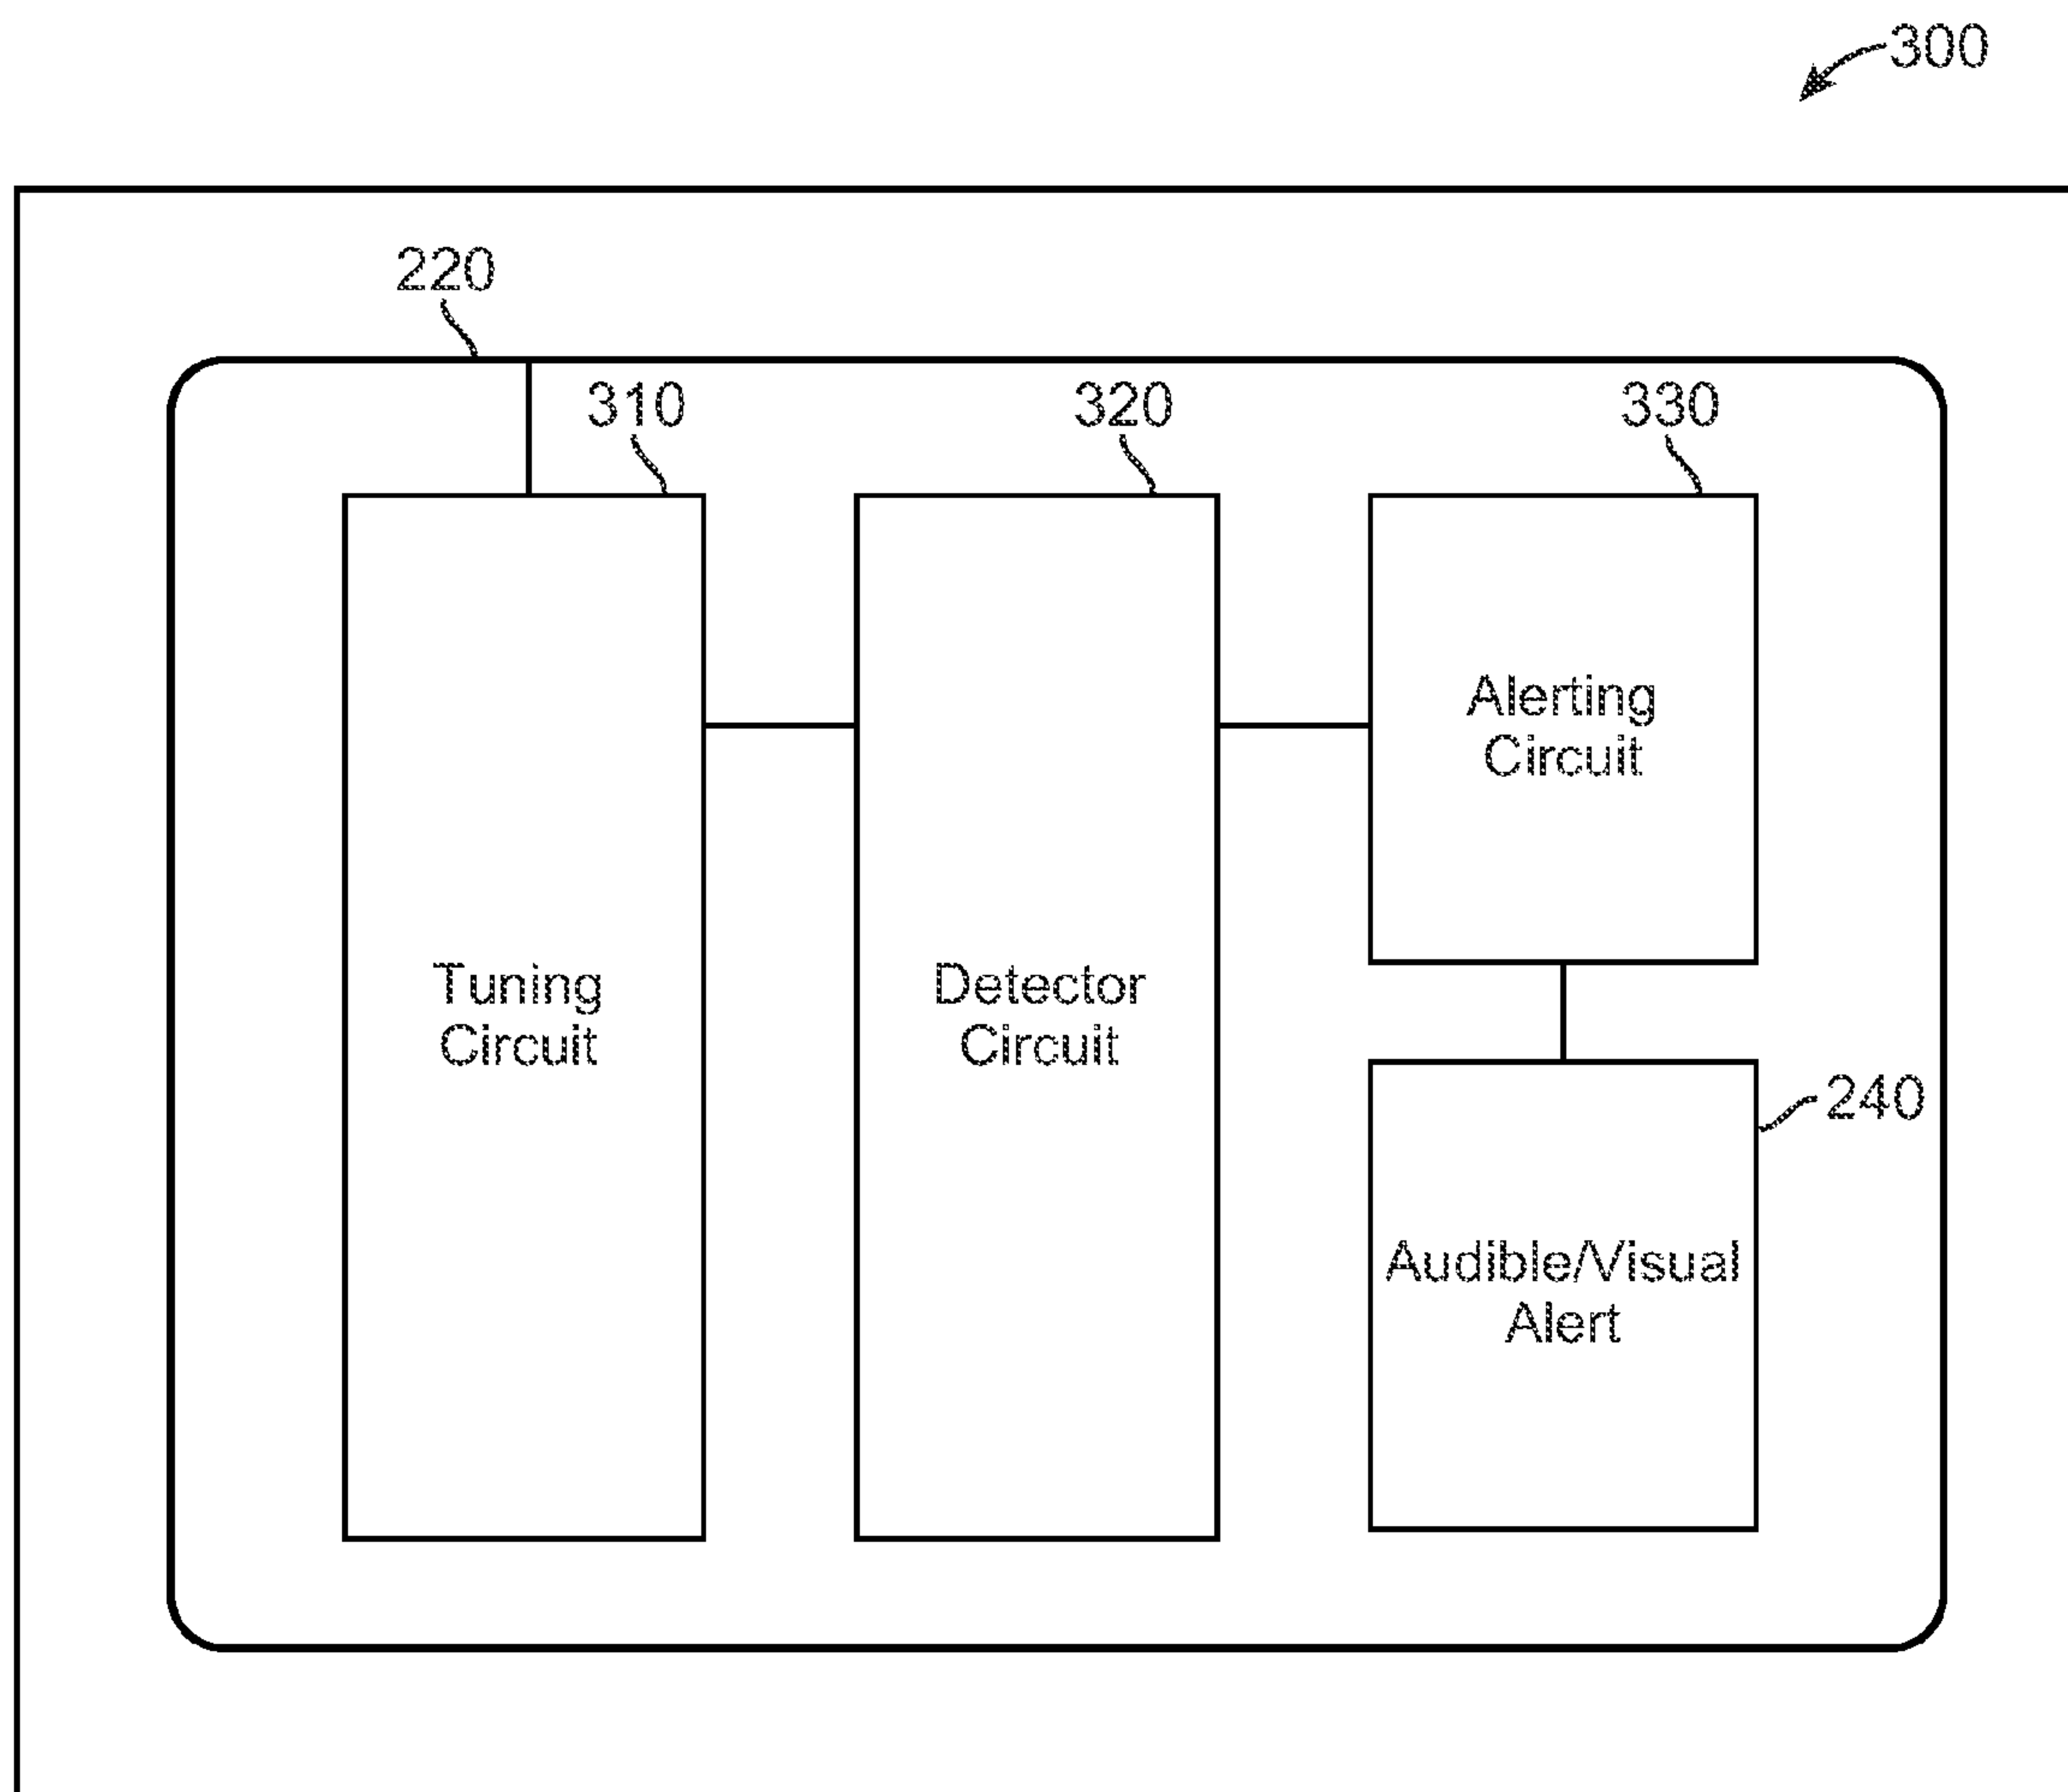 300
220
310
320
330
Alerting
Circuit
Tuning
Circuit
Detector
Circuit
240
Audible/Visual
Alert